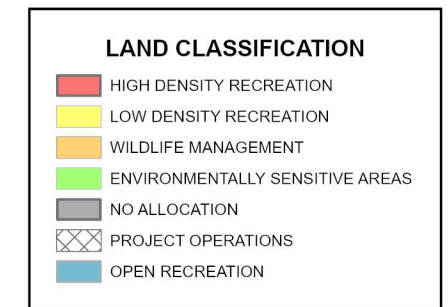 LAND CLASSIFICATION
HIGH DENSITY RECREATION
LOW DENSITY RECREATION
WILDLIFE MANAGEMENT
ENVIRONMENTALLY SENSITIVE AREAS
NO ALLOCATION
PROJECT OPERATIONS
OPEN RECREATION